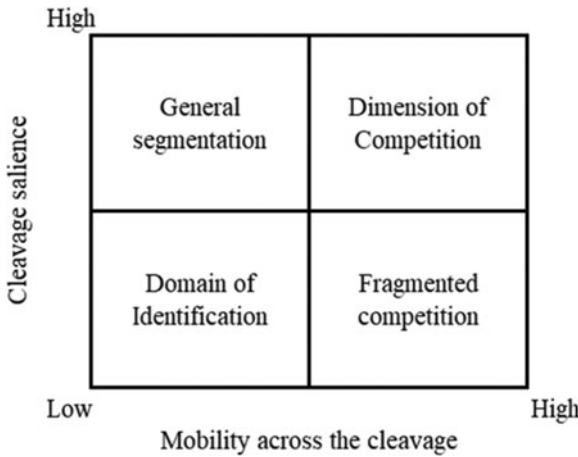 High
General
segmentation
Dimension of
Competition
Cleavage salience
Domain of
Identification
Fragmented
competition
Low
High
Mobility across the cleavage